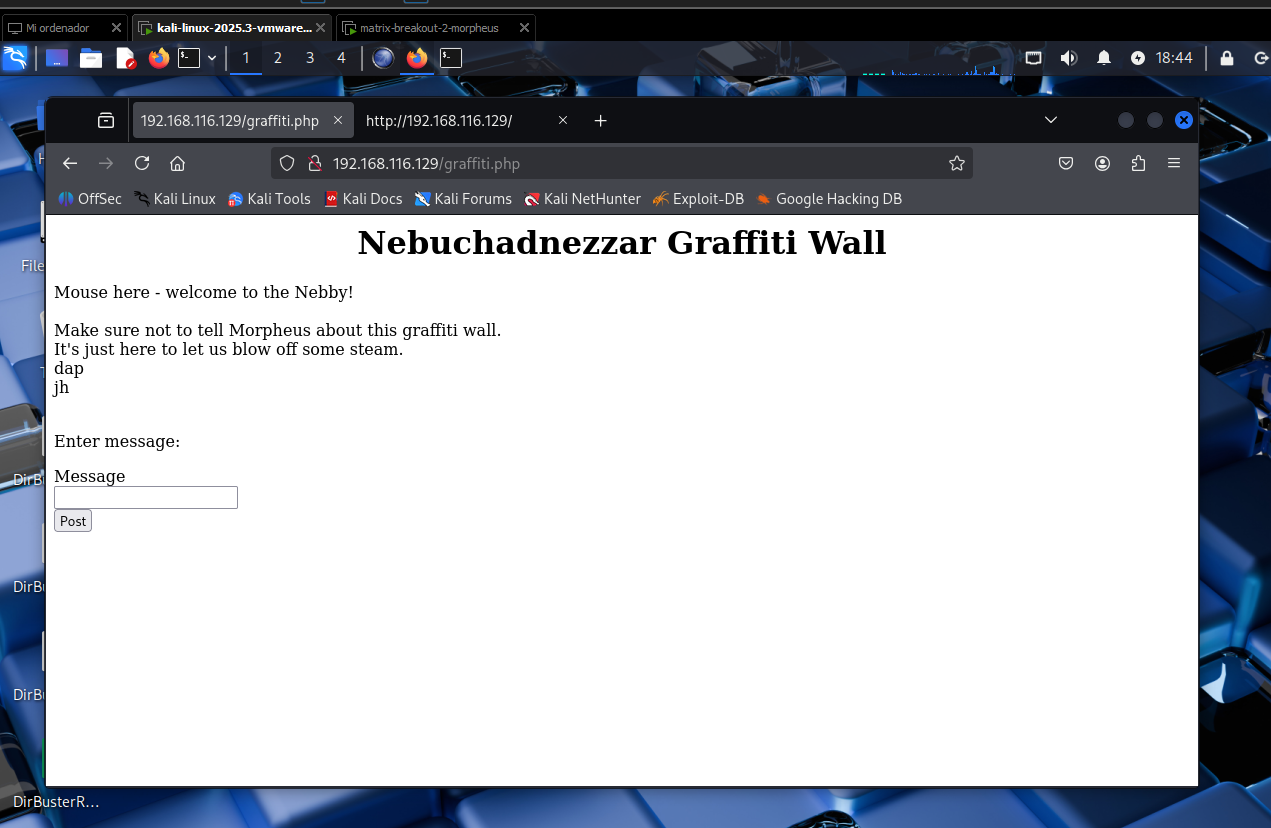 Mi ordenador
kali-linux-2025.3-vmware...
matrix-breakout-2-morpheus
1 2 3 4
18:44
192.168.116.129/graffiti.php
http://192.168.116.129/
192.168.116.129/graffiti.php
OffSec Kali Linux Kali Tools Kali Docs Kali Forums Kali NetHunter Exploit-DB Google Hacking DB
Nebuchadnezzar Graffiti Wall
Mouse here - welcome to the Nebby!
Make sure not to tell Morpheus about this graffiti wall.
It's just here to let us blow off some steam.
dap
jh
Enter message:
Message
Post
File
DirBu
DirBu
DirBu
DirBusterR...